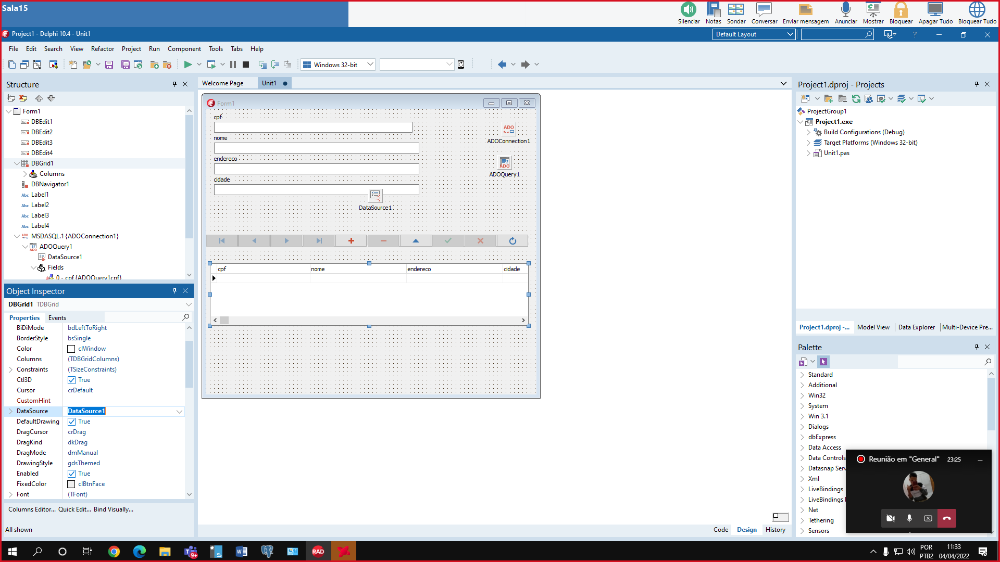 Sala15
Silenciar Notas Sondar Conversar Enviar mensagem Anunciar Mostrar Bloquear Apagar Tudo Bloquear Tudo
Project1 - Delphi 10.4 - Unit1
Default Layout
?
File Edit Search View Refactor Project Run Component Tools Tabs Help
Windows 32-bit
Structure
Form1
DBEdit1
DBEdit2
DBEdit3
DBEdit4
DBGrid1
Columns
DBNavigator1
Abc Label1
Abc Label2
Abc Label3
Abc Label4
MSDASQL.1 {ADOConnection1}
ADOQuery1
DataSource1
Fields
0 - cpf {ADOQuery1cpf}
Object Inspector
DBGrid1 TDBGrid
Properties Events
BiDiMode bdLeftToRight
BorderStyle bsSingle
Color clWindow
Columns (TDBGridColumns)
Constraints (TSizeConstraints)
Ctl3D True
Cursor crDefault
CustomHint
DataSource DataSource1
DefaultDrawing True
DragCursor crDrag
DragKind dkDrag
DragMode dmManual
DrawingStyle gdsThemed
Enabled True
FixedColor clBtnFace
Font (TFont)
Columns Editor... Quick Edit... Bind Visually...
All shown
Welcome Page Unit1
Form1
cpf
nome
endereco
cidade
ADO
ADOConnection1
ADO
ADOQuery1
DataSource1
cpf nome endereco cidade
Code Design History
Project1.dproj - Projects
ProjectGroup1
Project1.exe
Build Configurations (Debug)
Target Platforms (Windows 32-bit)
Unit1.pas
Project1.dproj -... Model View Data Explorer Multi-Device Pre...
Palette
Standard
Additional
Win32
System
Win 3.1
Dialogs
dbExpress
Data Access
Data Controls
Datasnap Serv
Xml
LiveBindings
LiveBindings
Net
Tethering
Sensors
Reunião em "General" 23:25
9+
RAD
POR
PTB2
11:33
04/04/2022